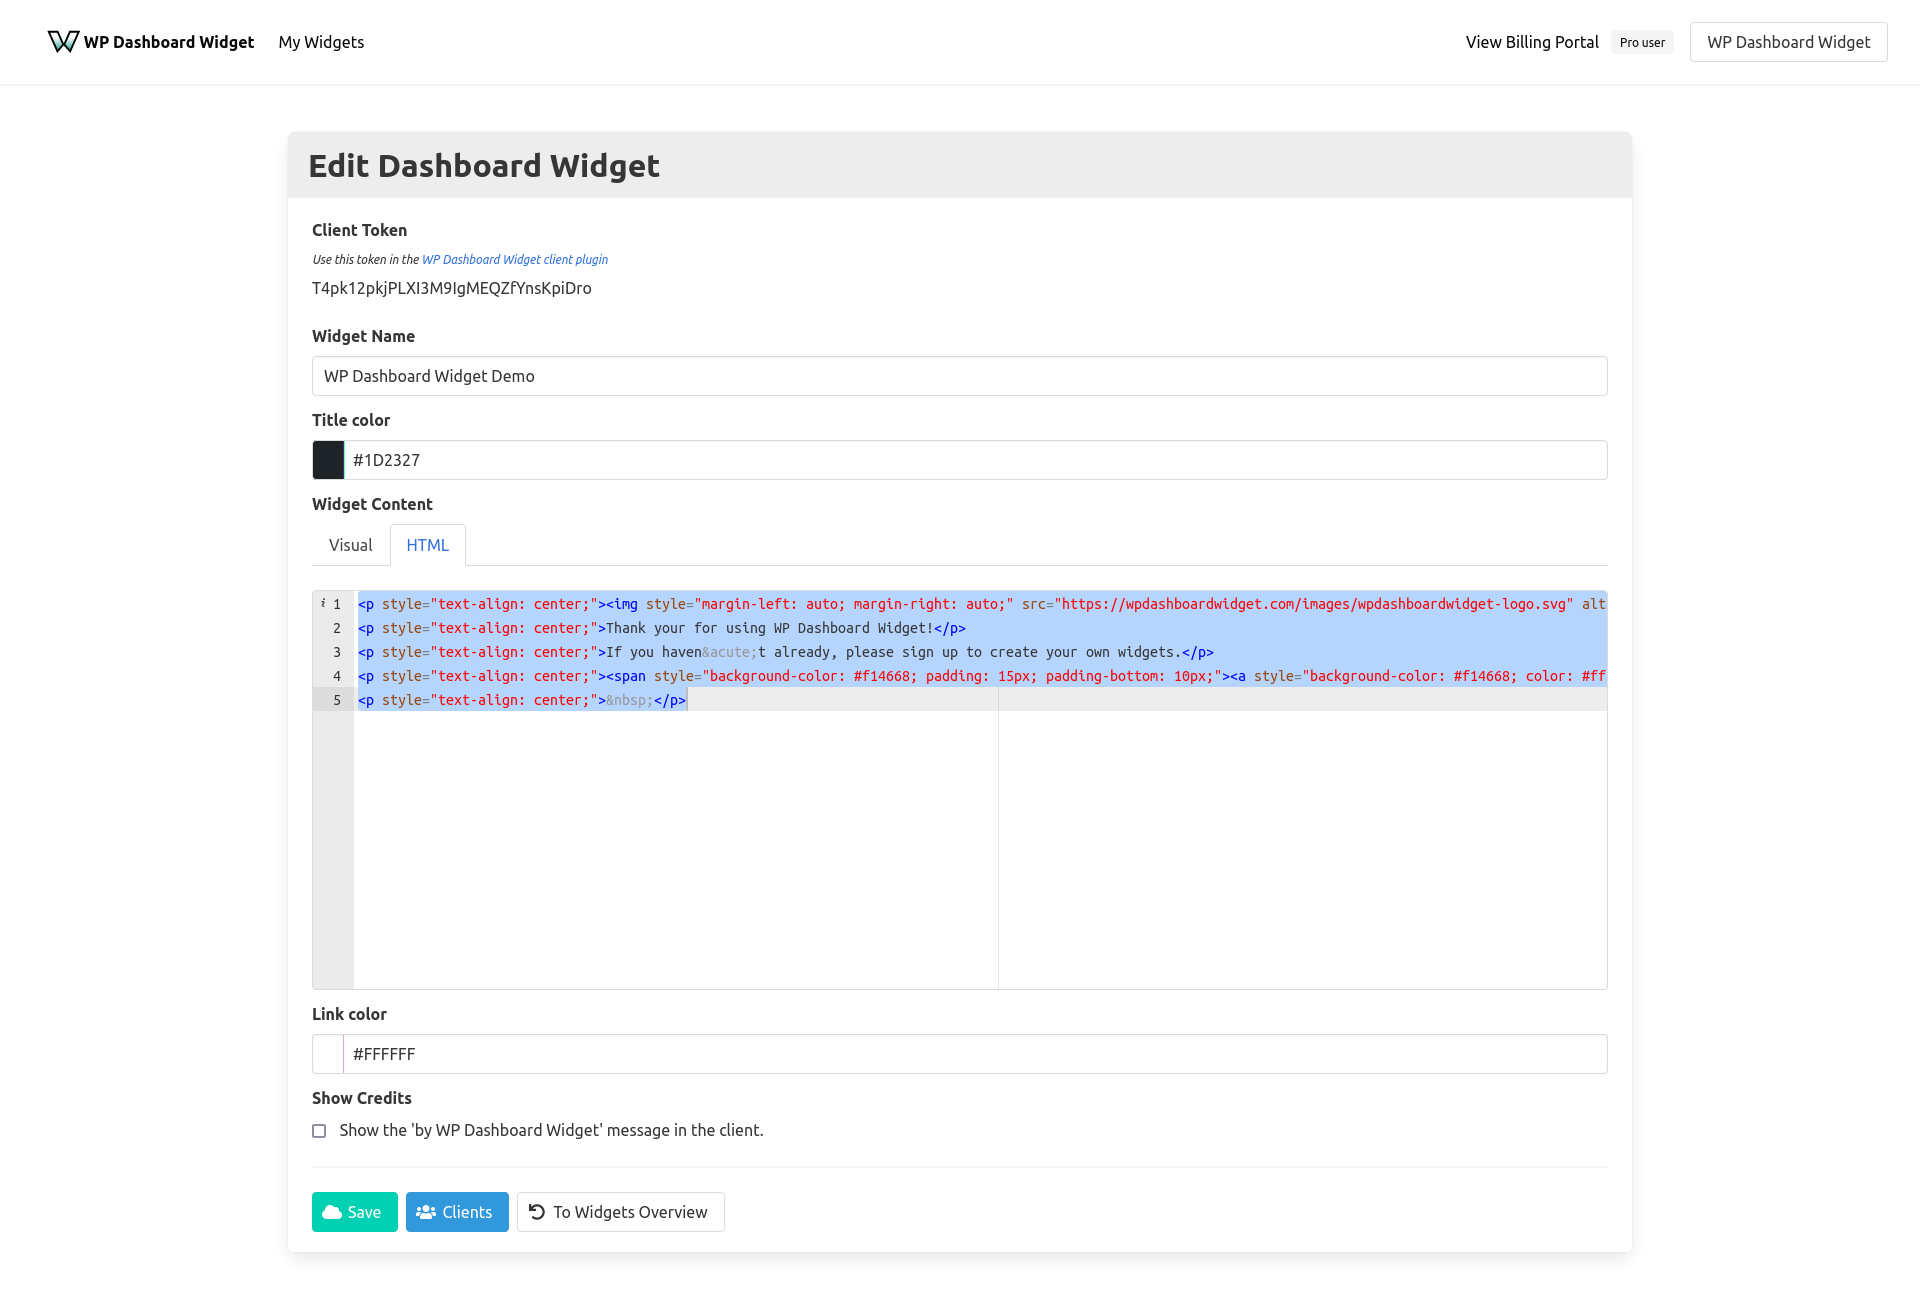 WP Dashboard Widget My Widgets View Billing Portal Pro user WP Dashboard Widget
Edit Dashboard Widget
Client Token
Use this token in the WP Dashboard Widget client plugin
T4pk12pkjPLXI3M9IgMEQZfYnsKpiDro
Widget Name
WP Dashboard Widget Demo
Title color
#1D2327
Widget Content
Visual HTML
i 1 <p style="text-align: center;"><img style="margin-left: auto; margin-right: auto;" src="https://wpdashboardwidget.com/images/wpdashboardwidget-logo.svg" alt
2 <p style="text-align: center;">Thank your for using WP Dashboard Widget!</p>
3 <p style="text-align: center;">If you haven&acute;t already, please sign up to create your own widgets.</p>
4 <p style="text-align: center;"><span style="background-color: #f14668; padding: 15px; padding-bottom: 10px;"><a style="background-color: #f14668; color: #ff
5 <p style="text-align: center;">&nbsp;</p>
Link color
#FFFFFF
Show Credits
Show the 'by WP Dashboard Widget' message in the client.
Save Clients To Widgets Overview